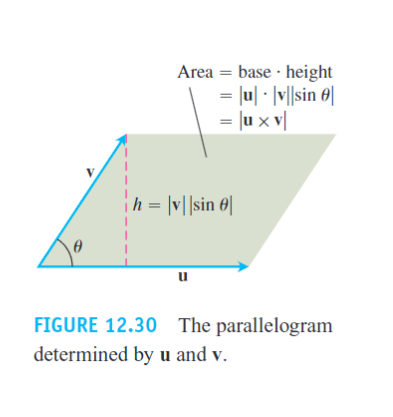 Area = base · height
= |u| · |v||sin θ|
= |u × v|
v
h = |v||sin θ|
θ
u
FIGURE 12.30 The parallelogram
determined by u and v.